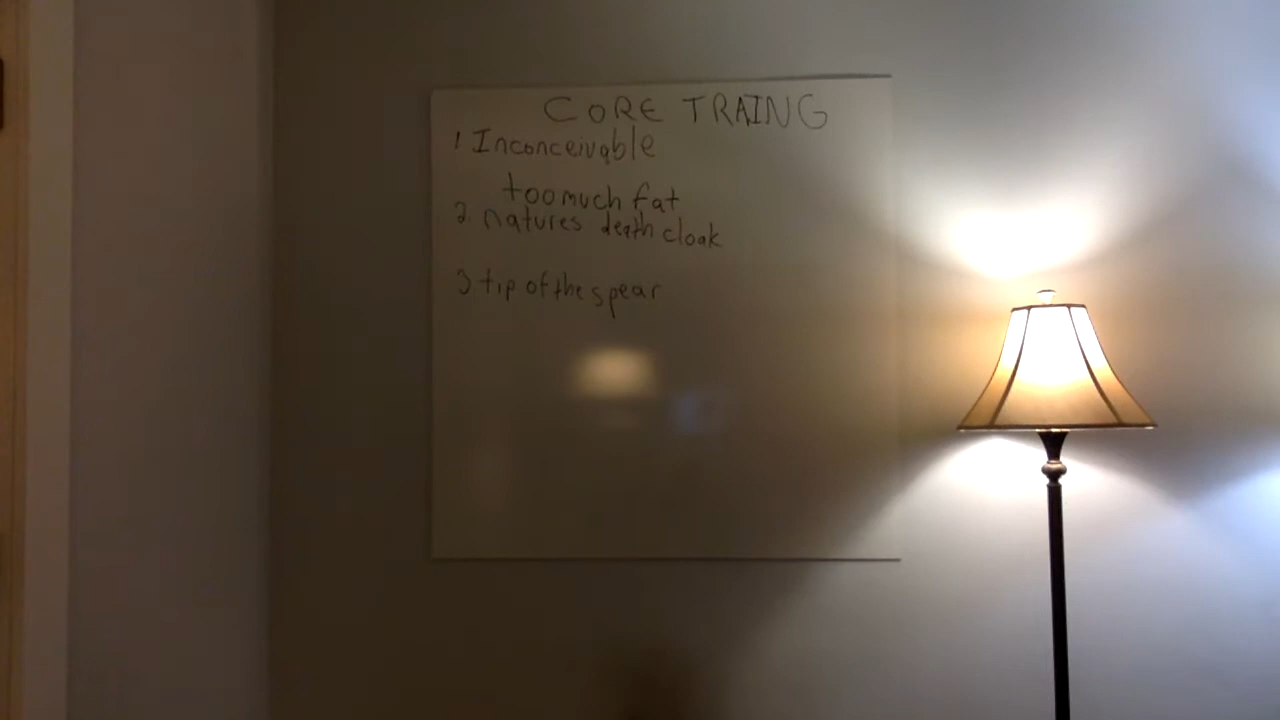 CORE TRAING
1 Inconceivable
too much fat
2. natures death cloak
3 tip of the spear